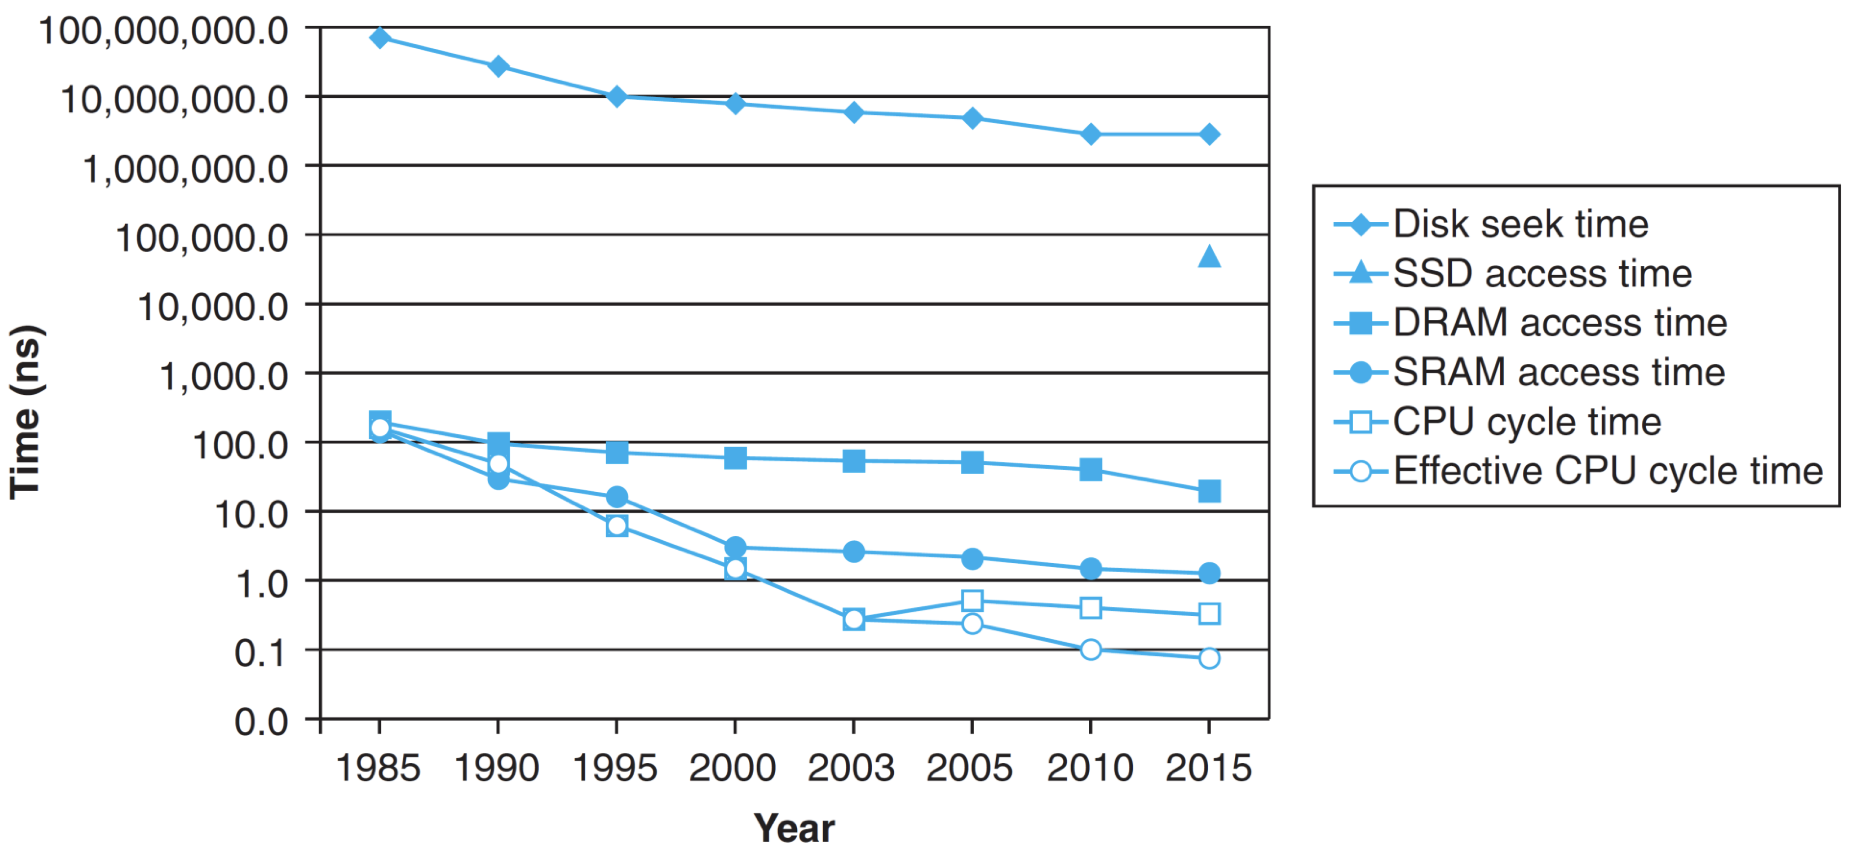 100,000,000.0
10,000,000.0
1,000,000.0
100,000.0
10,000.0
1,000.0
100.0
10.0
1.0
0.1
0.0
Time (ns)
1985 1990 1995 2000 2003 2005 2010 2015
Year
Disk seek time
SSD access time
DRAM access time
SRAM access time
CPU cycle time
Effective CPU cycle time